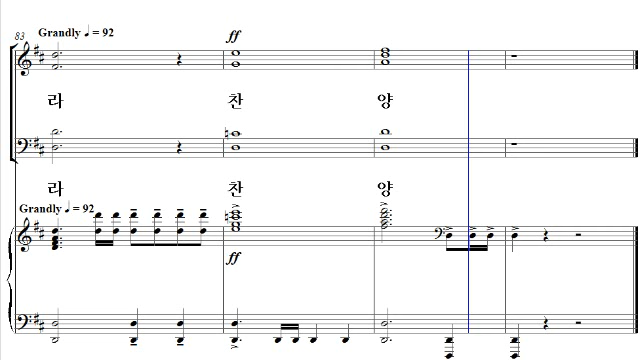 83 Grandly ♩ = 92
ff
라 찬 양
라 찬 양
Grandly ♩ = 92
ff